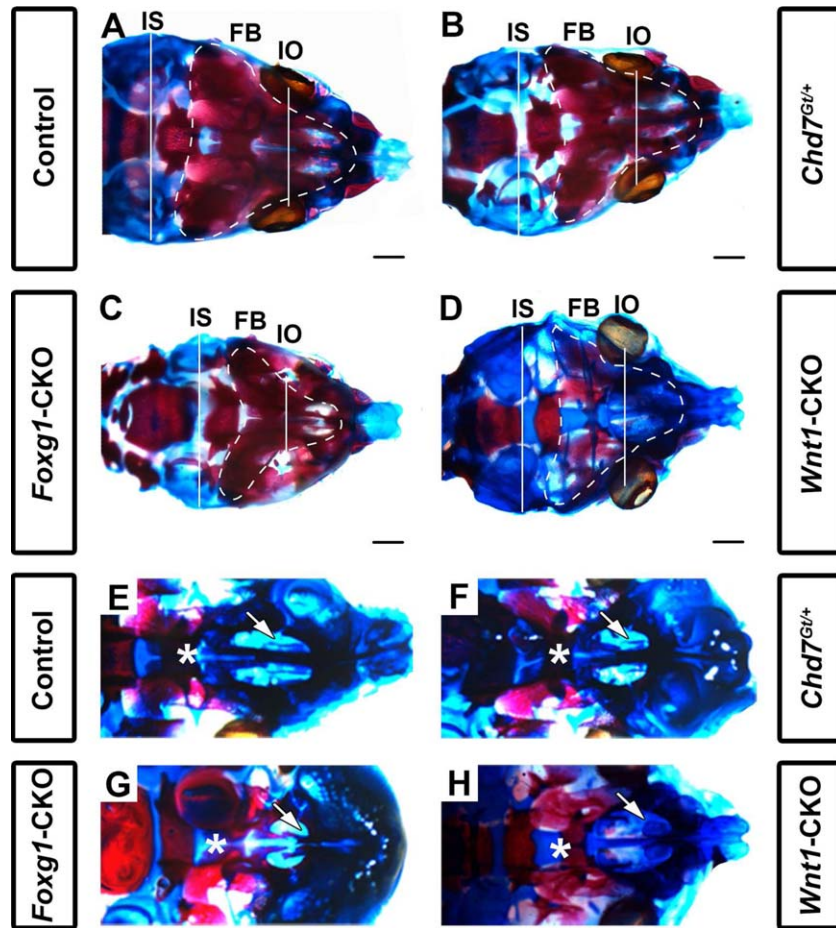 A
IS
FB
IO
B
IS
FB
IO
Control
Chd7Gt/+
C
IS
FB
IO
D
IS
FB
IO
Foxg1-CKO
Wnt1-CKO
E
*
F
*
Control
Chd7Gt/+
G
*
H
*
Foxg1-CKO
Wnt1-CKO